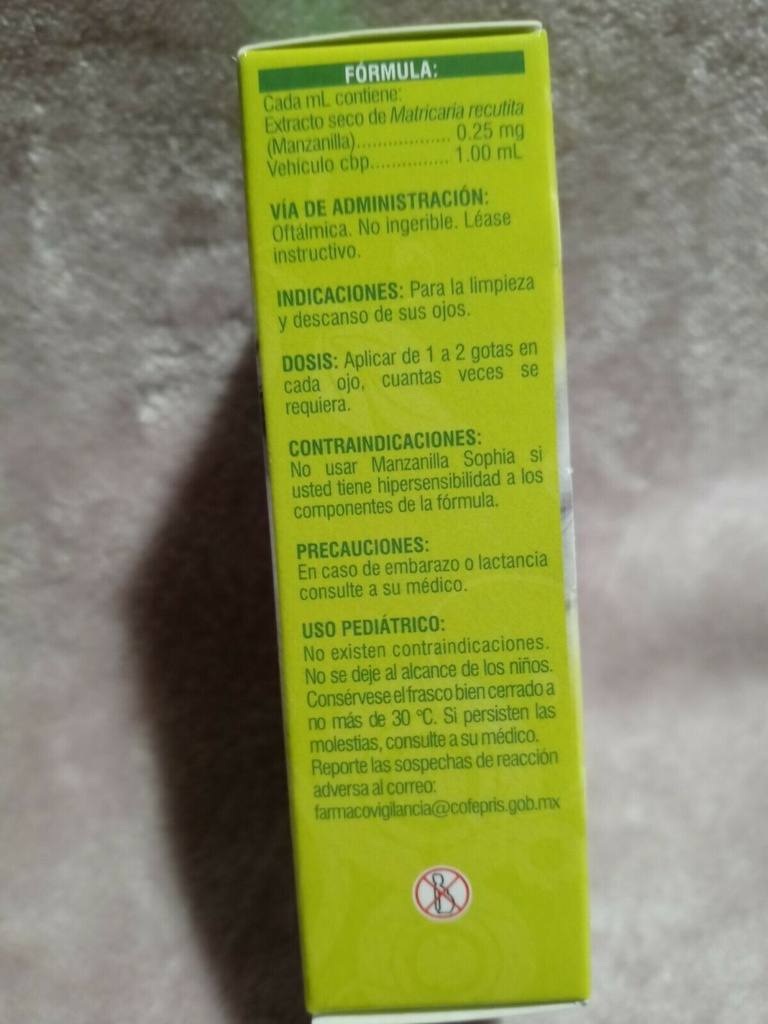 FÓRMULA:
Cada mL contiene:
Extracto seco de Matricaria recutita
(Manzanilla).................. 0.25 mg
Vehículo cbp............... 1.00 mL
VÍA DE ADMINISTRACIÓN:
Oftálmica. No ingerible. Léase
instructivo.
INDICACIONES: Para la limpieza
y descanso de sus ojos.
DOSIS: Aplicar de 1 a 2 gotas en
cada ojo, cuantas veces se
requiera.
CONTRAINDICACIONES:
No usar Manzanilla Sophia si
usted tiene hipersensibilidad a los
componentes de la fórmula.
PRECAUCIONES:
En caso de embarazo o lactancia
consulte a su médico.
USO PEDIÁTRICO:
No existen contraindicaciones.
No se deje al alcance de los niños.
Consérvese el frasco bien cerrado a
no más de 30 °C. Si persisten las
molestias, consulte a su médico.
Reporte las sospechas de reacción
adversa al correo:
farmacovigilancia@cofepris.gob.mx